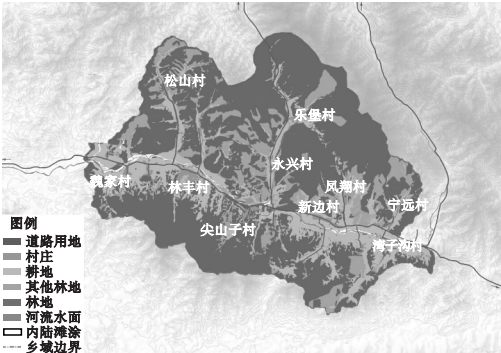 松山村
乐堡村
永兴村
魏家村
林丰村
凤翔村
新边村
宁远村
尖山子村
湾子沟村
图例
道路用地
村庄
耕地
其他林地
林地
河流水面
内陆滩涂
乡域边界